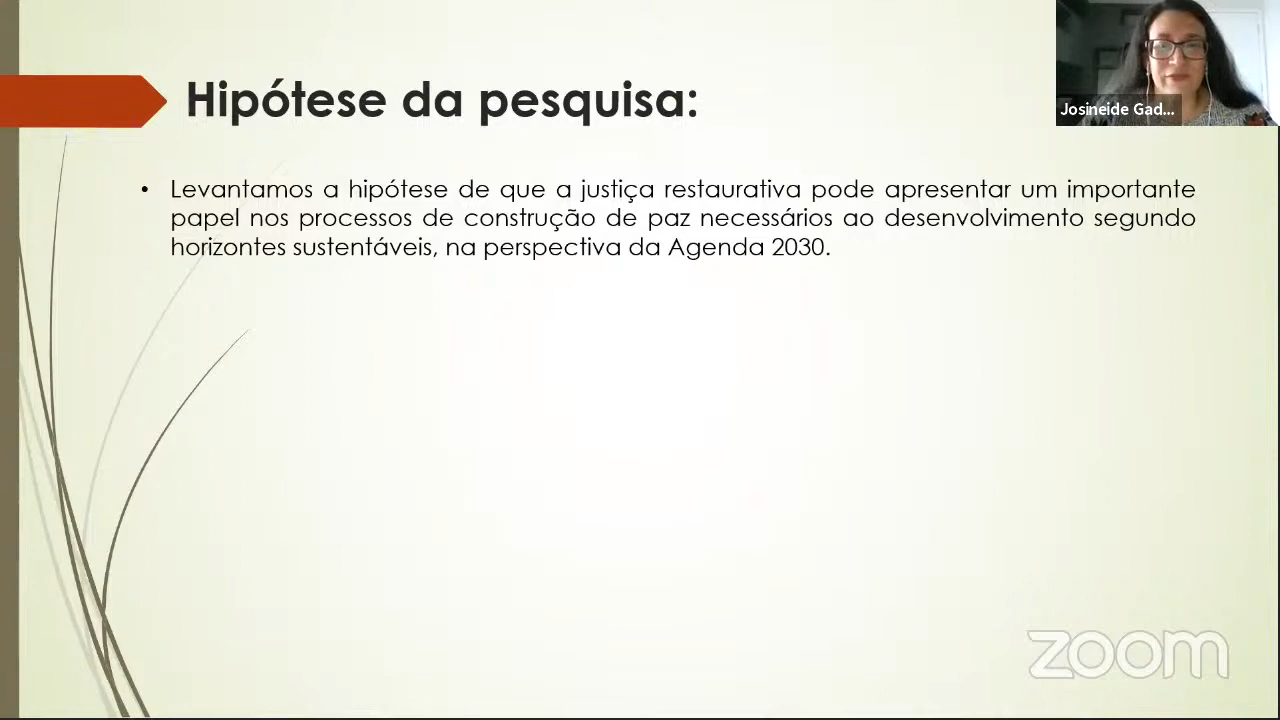 Hipótese da pesquisa:
Josineide Gad...
• Levantamos a hipótese de que a justiça restaurativa pode apresentar um importante
papel nos processos de construção de paz necessários ao desenvolvimento segundo
horizontes sustentáveis, na perspectiva da Agenda 2030.
zoom